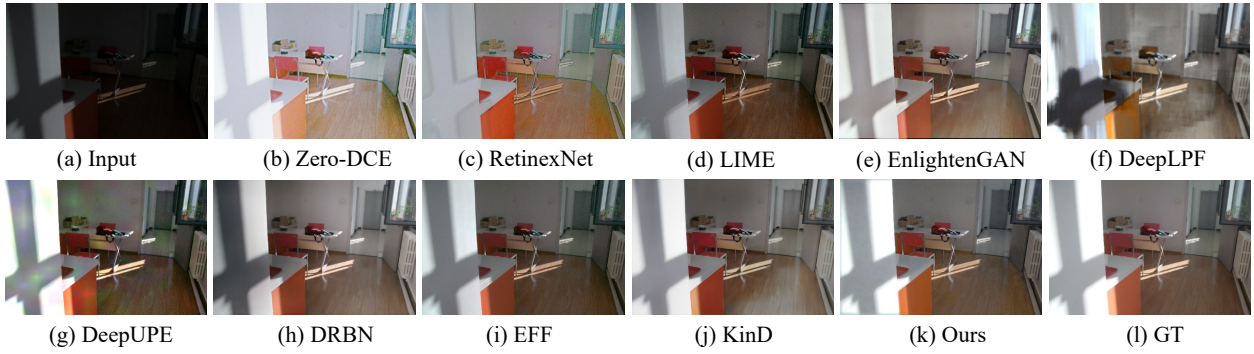 (a) Input (b) Zero-DCE (c) RetinexNet (d) LIME (e) EnlightenGAN (f) DeepLPF
(g) DeepUPE (h) DRBN (i) EFF (j) KinD (k) Ours (l) GT